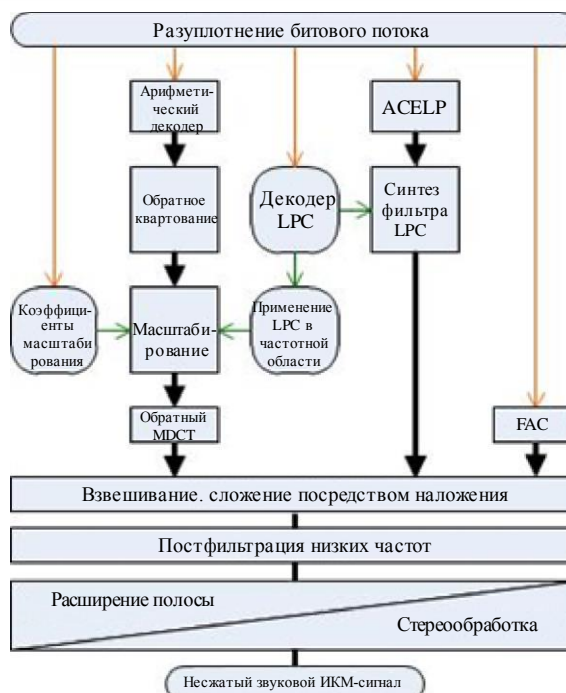 Разуплотнение битового потока
Арифмети-
ческий
декодер
ACELP
Обратное
квартование
Декодер
LPC
Синтез
фильтра
LPC
Коэффици-
енты
масштаби
рования
Масштаби-
рование
Применение
LPC в
частотной
области
Обратный
MDCT
FAC
Взвешивание. сложение посредством наложения
Постфильтрация низких частот
Расширение полосы
Стереообработка
Несжатый звуковой ИКМ-сигнал